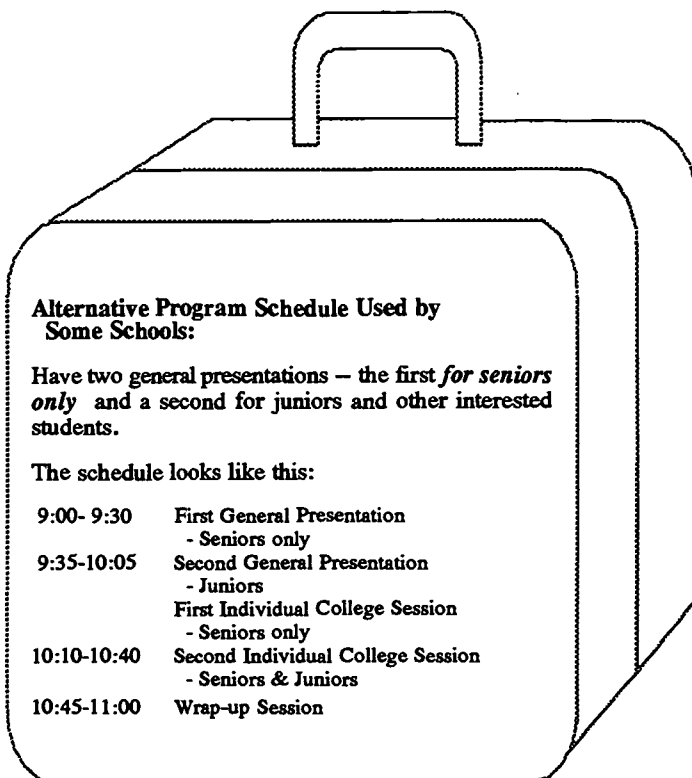 Alternative Program Schedule Used by
Some Schools:
Have two general presentations – the first for seniors
only and a second for juniors and other interested
students.
The schedule looks like this:
9:00- 9:30 First General Presentation
- Seniors only
9:35-10:05 Second General Presentation
- Juniors
First Individual College Session
- Seniors only
10:10-10:40 Second Individual College Session
- Seniors & Juniors
10:45-11:00 Wrap-up Session